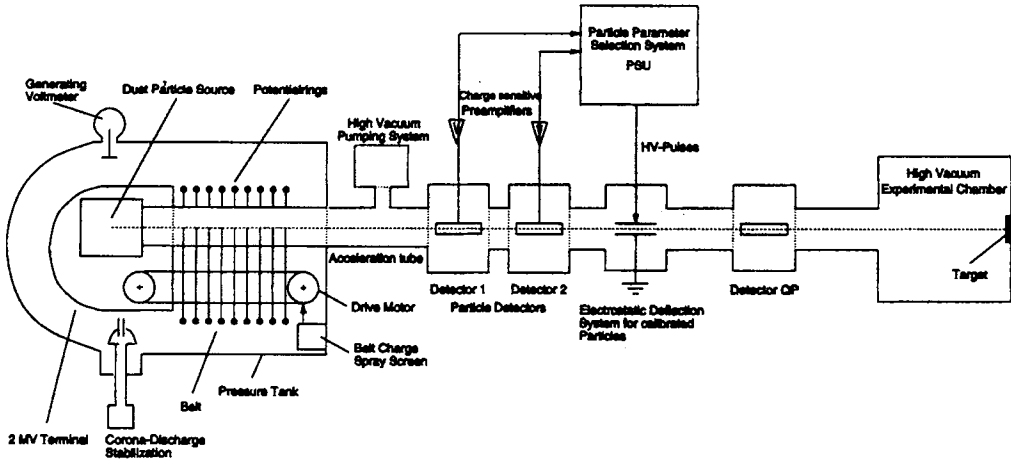 Particle Parameter
Selection System
PSU
Generating
Voltmeter
Dust Particle Source
Potentialrings
Charge sensitive
Preamplifiers
High Vacuum
Pumping System
HV-Pulses
High Vacuum
Experimental Chamber
Acceleration tube
Target
Detector 1
Detector 2
Particle Detectors
Detector QP
Drive Motor
Electrostatic Deflection
System for calibrated
Particles
Belt Charge
Spray Screen
Pressure Tank
Belt
2 MV Terminal
Corona-Discharge
Stabilization